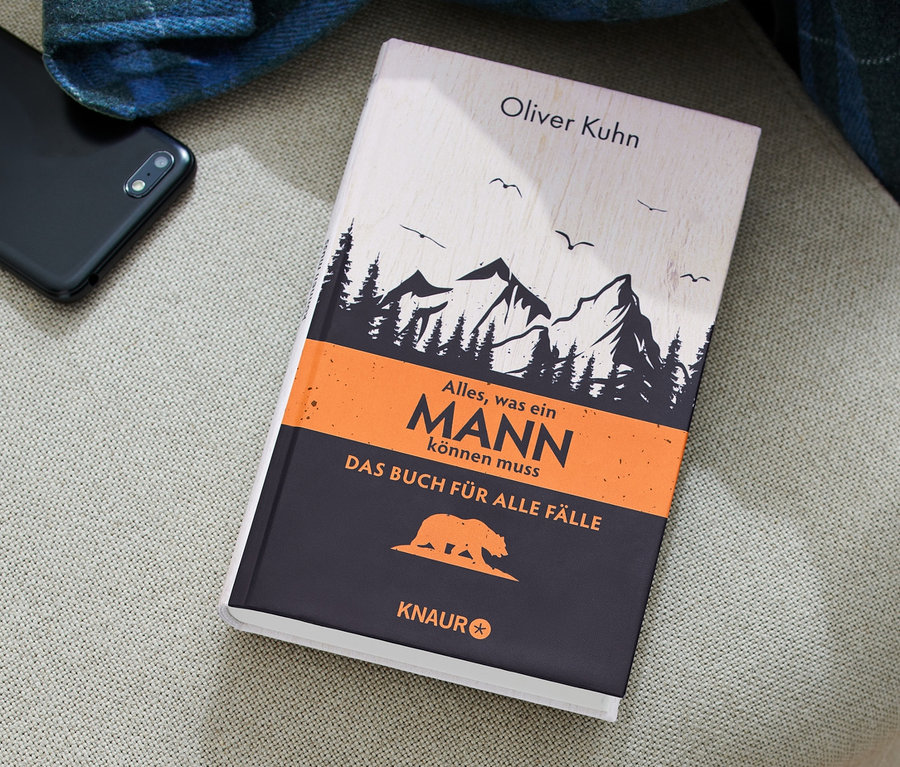 Oliver Kuhn
Alles, was ein
MANN
können muss
DAS BUCH FÜR ALLE FÄLLE
KNAUR